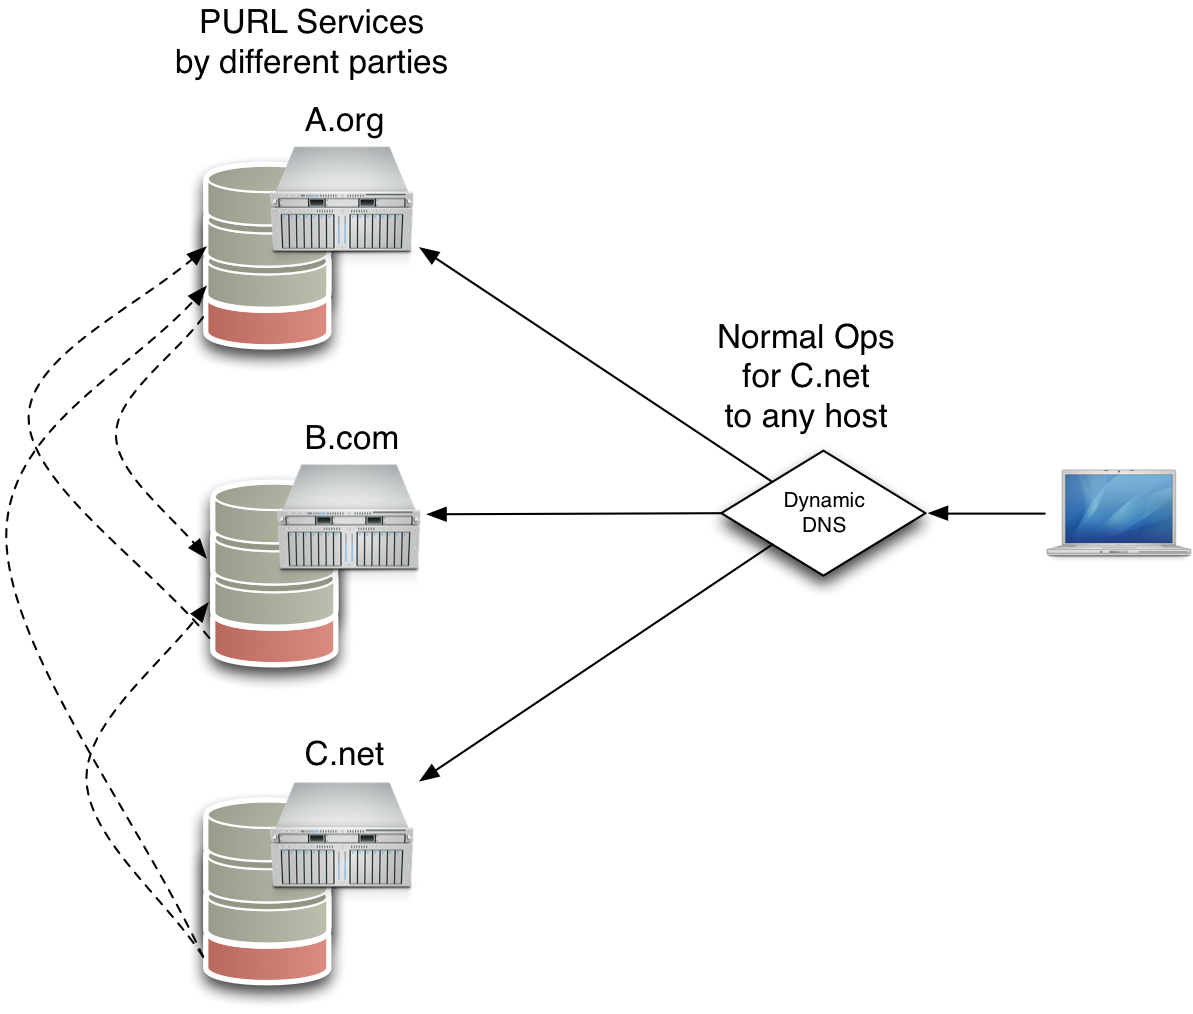 PURL Services
by different parties
A.org
Normal Ops
for C.net
to any host
B.com
Dynamic
DNS
C.net